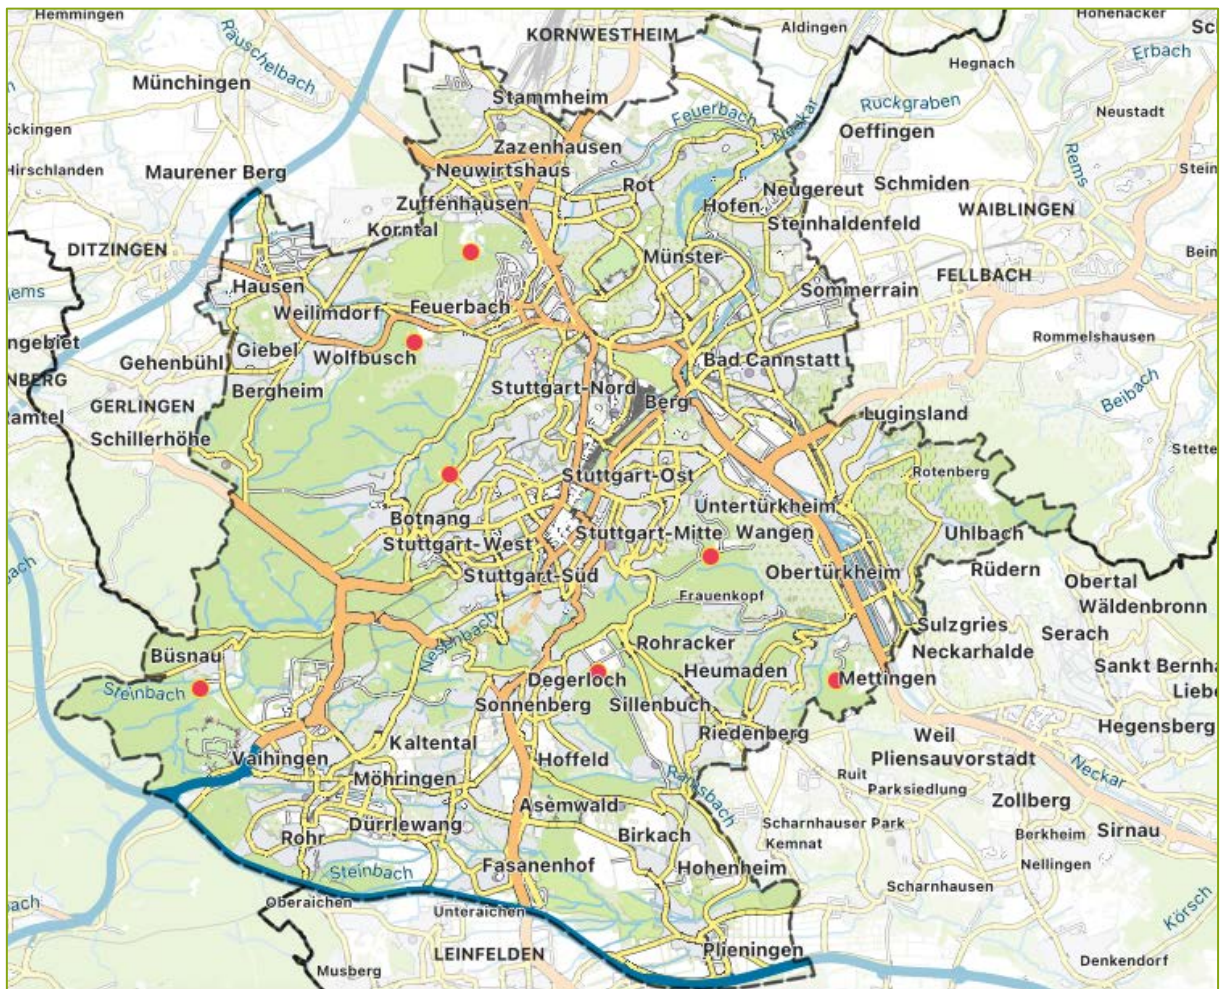 Hemmingen
Hohenacker
KORNWESTHEIM
Aldingen
Rauschelbach
Erbach
Münchingen
Hegnach
Stammheim
Rückgraben
Neustadt
Feuerbach
Neckar
Oeffingen
Hirschlanden
Zazenhausen
Rems
Maurener Berg
Neuwirtshaus
Rot
Neugereut
Schmiden
Zuffenhausen
Hofen
WAIBLINGEN
Korntal
Steinhaldenfeld
DITZINGEN
Münster
FELLBACH
Hausen
Sommerrain
Feuerbach
Weilimdorf
Rommelshausen
Giebel
Wolfbusch
Gehenbühl
Bad Cannstatt
Bergheim
Stuttgart-Nord
Beibach
GERLINGEN
Berg
Luginsland
Schillerhöhe
Rotenberg
Stuttgart-Ost
Untertürkheim
Botnang
Stuttgart-Mitte
Wangen
Uhlbach
Stuttgart-West
Obertürkheim
Rüdern
Stuttgart-Süd
Obertal
Frauenkopf
Wäldenbronn
Sulzgries
Serach
Nesenbach
Rohracker
Neckarhalde
Büsnau
Heumaden
Sankt Bernha
Steinbach
Degerloch
Mettingen
Sonnenberg
Sillenbuch
Hegensberg
Riedenberg
Weil
Kaltental
Vaihingen
Hoffeld
Pliensauvorstadt
Möhringen
Ramsbach
Ruit
Neckar
Parksiedlung
Asemwald
Zollberg
Dürrlewang
Scharnhauser Park
Rohr
Birkach
Berkheim
Sirnau
Kemnat
Nellingen
Steinbach
Fasanenhof
Hohenheim
Scharnhausen
Oberaichen
Körsch
Unteraichen
Plieningen
LEINFELDEN
Denkendorf
Musberg